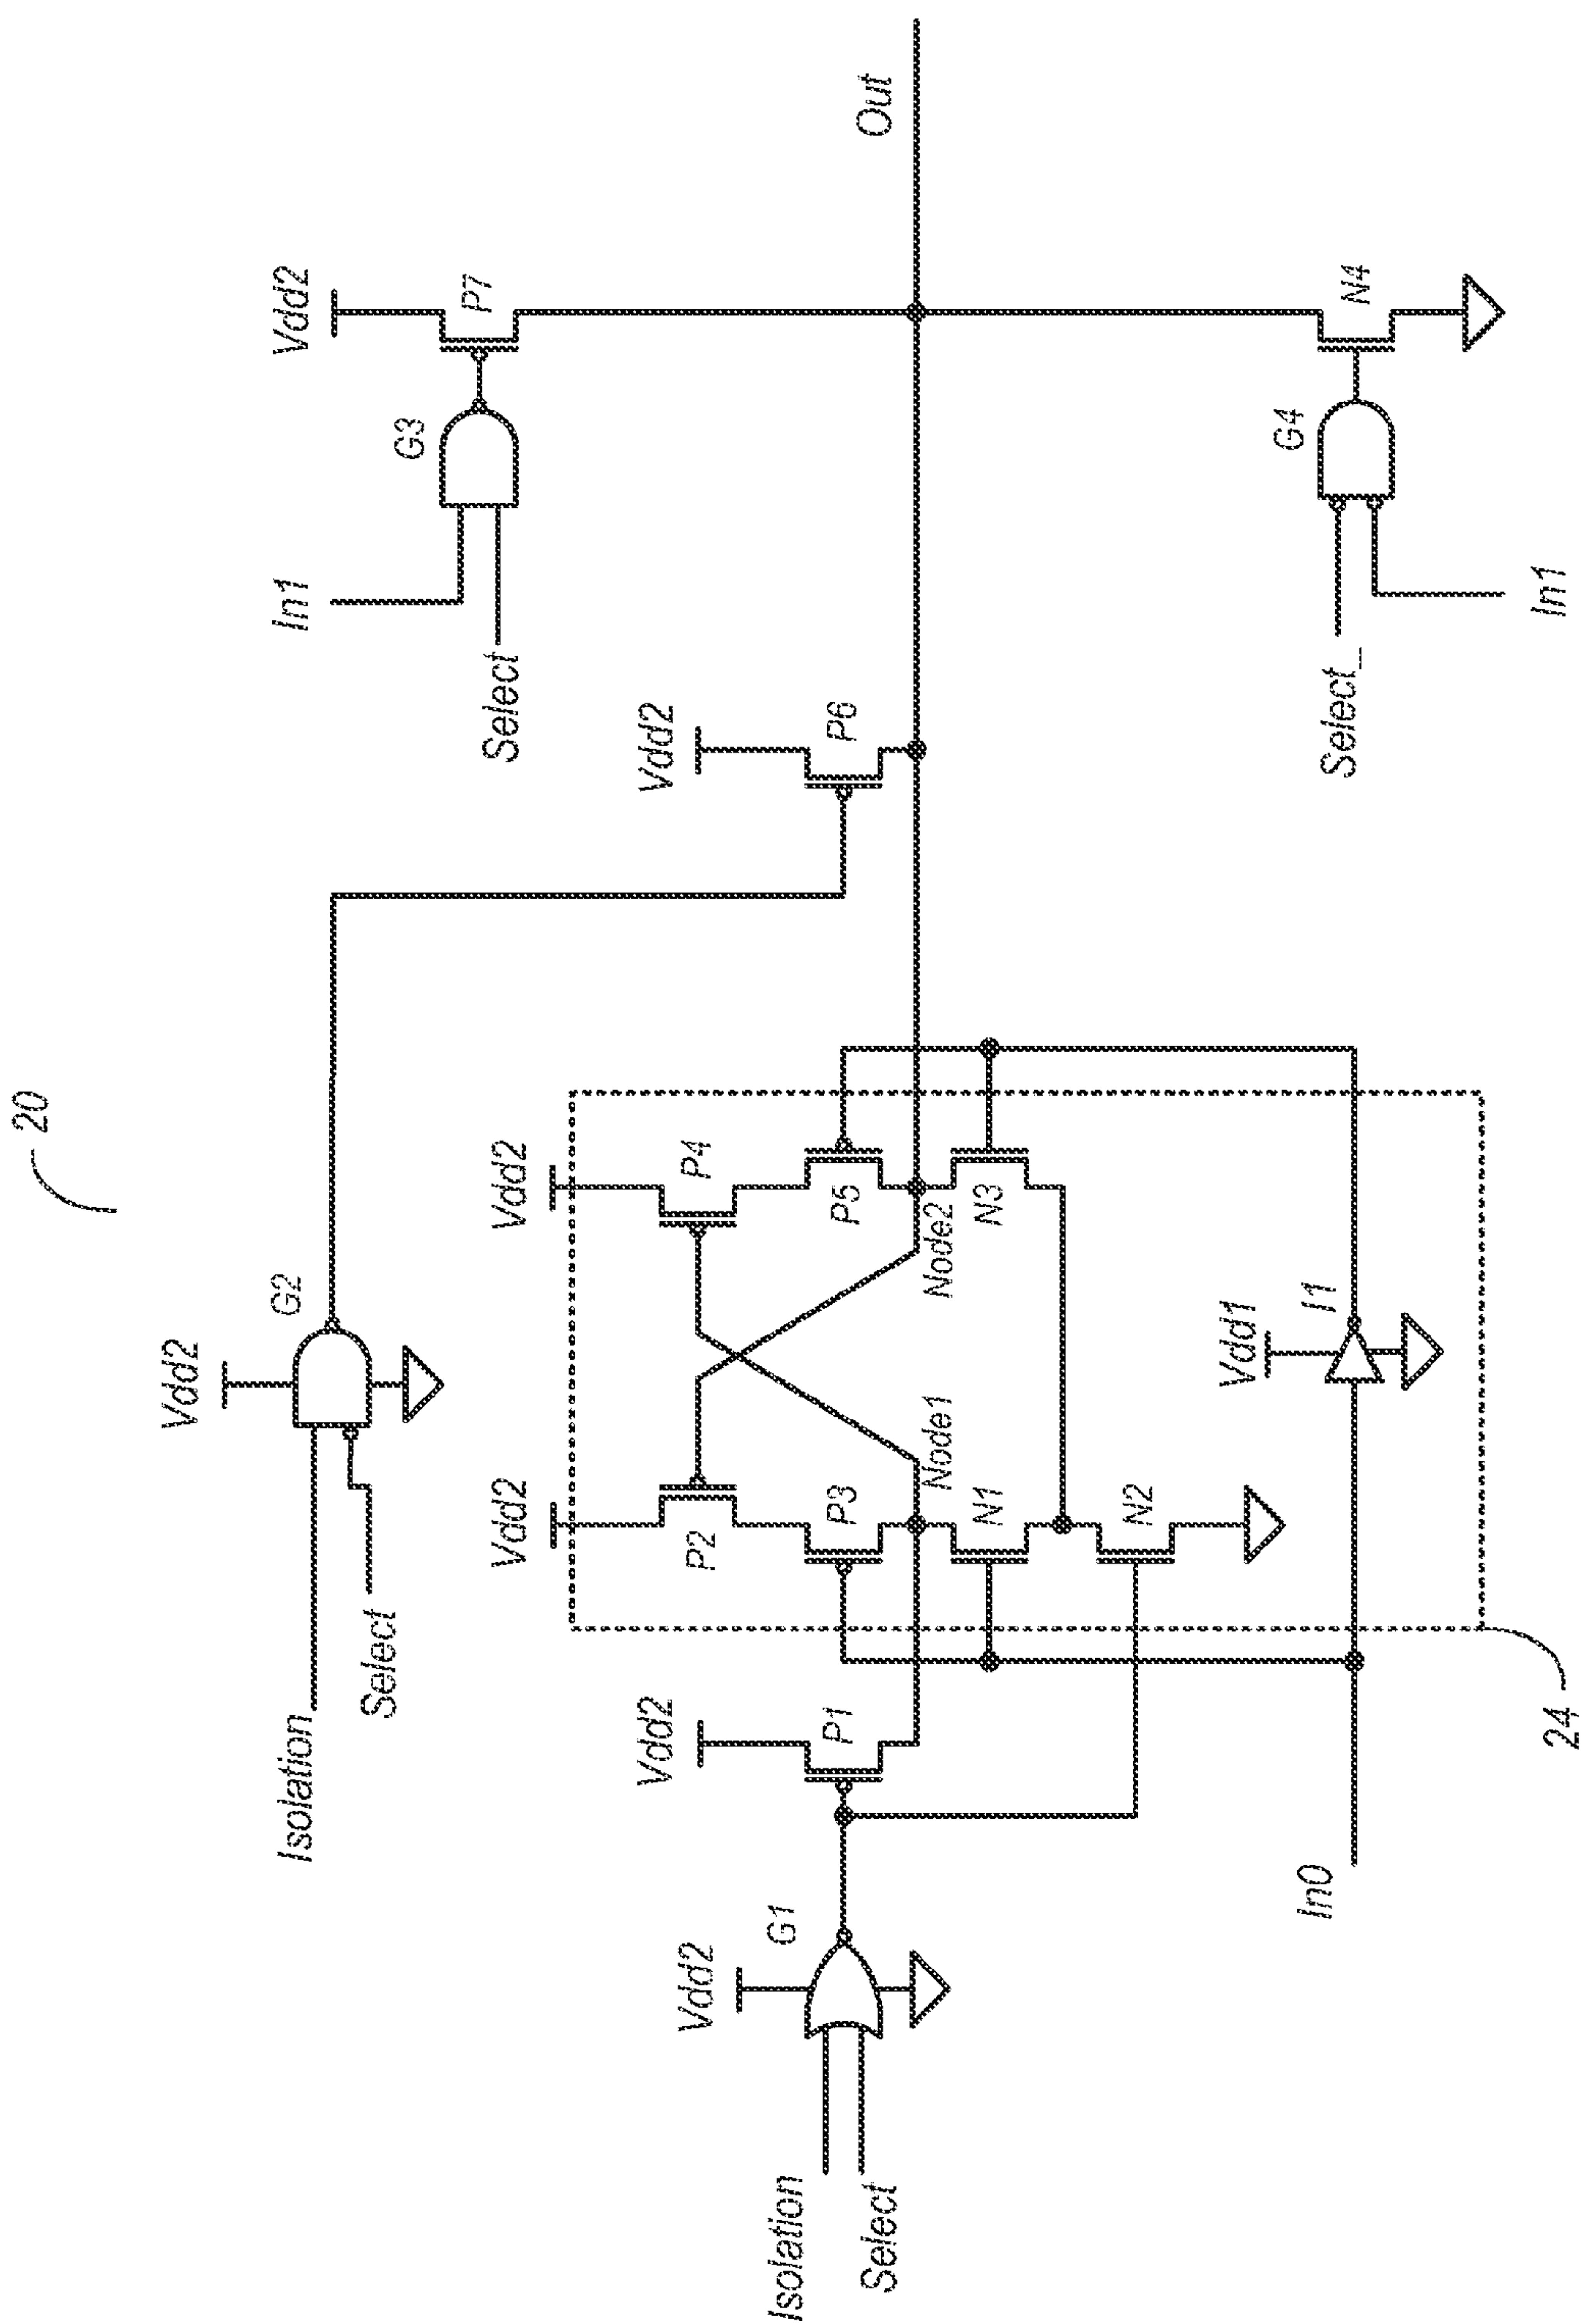 20
Isolation
Select
Vdd2
G2
Vdd2
P6
In1
Select
G3
Vdd2
P7
Out
Isolation
Select
Vdd2
G1
Vdd2
P1
Vdd2
P2
P3
Node1
N1
N2
Vdd2
P4
P5
Node2
N3
Vdd1
I1
In0
24
Select_
In1
G4
N4